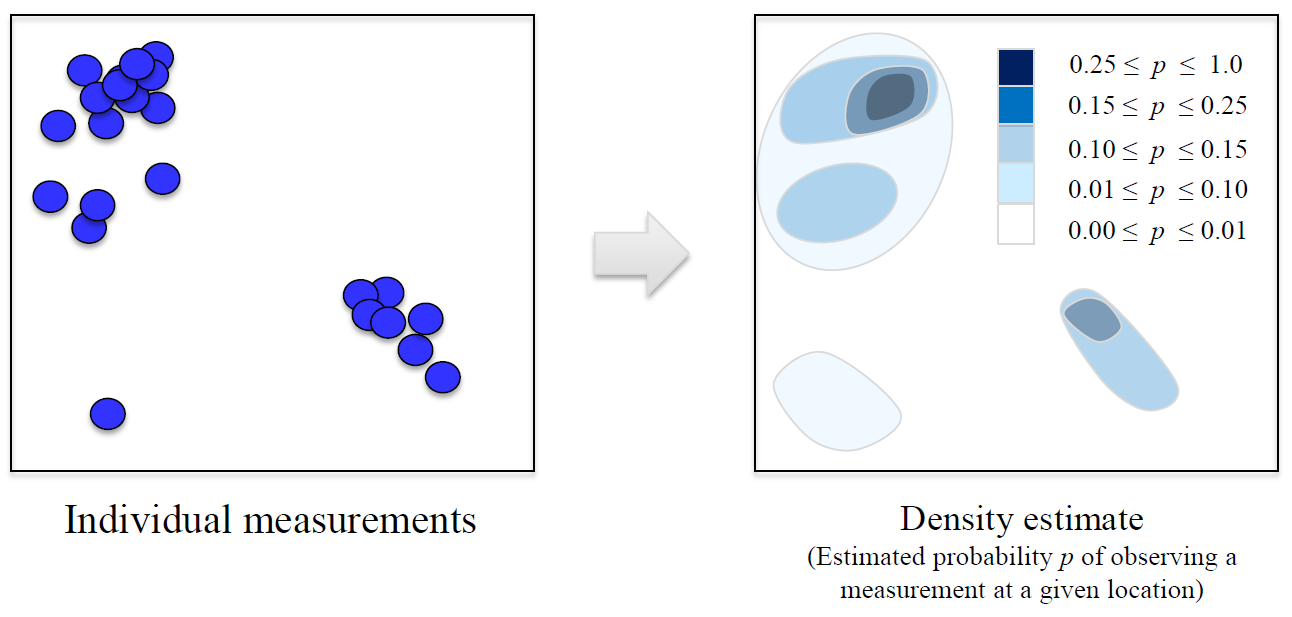 0.25 ≤ p ≤ 1.0
0.15 ≤ p ≤ 0.25
0.10 ≤ p ≤ 0.15
0.01 ≤ p ≤ 0.10
0.00 ≤ p ≤ 0.01
Individual measurements
Density estimate
(Estimated probability p of observing a
measurement at a given location)